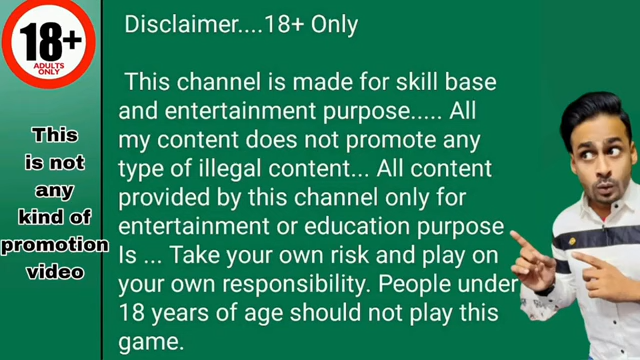 18+
ADULTS
ONLY
This
is not
any
kind of
promotion
video
Disclaimer....18+ Only
This channel is made for skill base
and entertainment purpose..... All
my content does not promote any
type of illegal content... All content
provided by this channel only for
entertainment or education purpose
Is ... Take your own risk and play on
your own responsibility. People under
18 years of age should not play this
game.